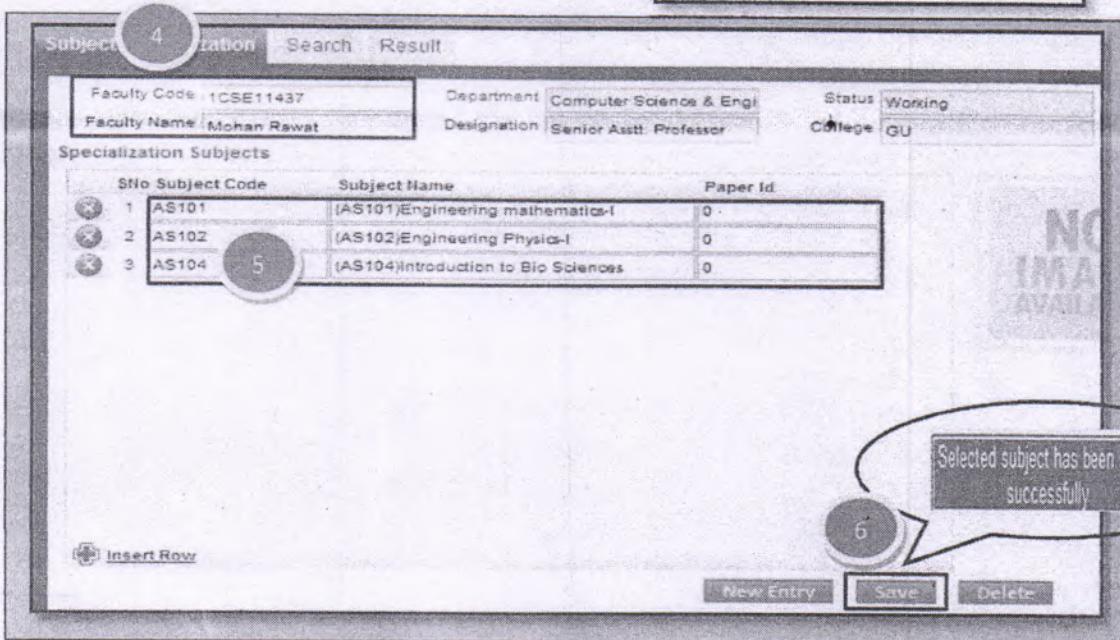 Subject 4 zation Search Result
Faculty Code 1CSE11437 Department Computer Science & Engi Status Working
Faculty Name Mohan Rawat Designation Senior Asstt. Professor College GU
Specialization Subjects
SNo Subject Code Subject Name Paper Id
1 AS101 (AS101)Engineering mathematics-I 0
2 AS102 (AS102)Engineering Physics-I 0
3 AS104 5 (AS104)Introduction to Bio Sciences 0
NO
IMA
AVAILA
Selected subject has been
successfully
6
Insert Row
New Entry Save Delete